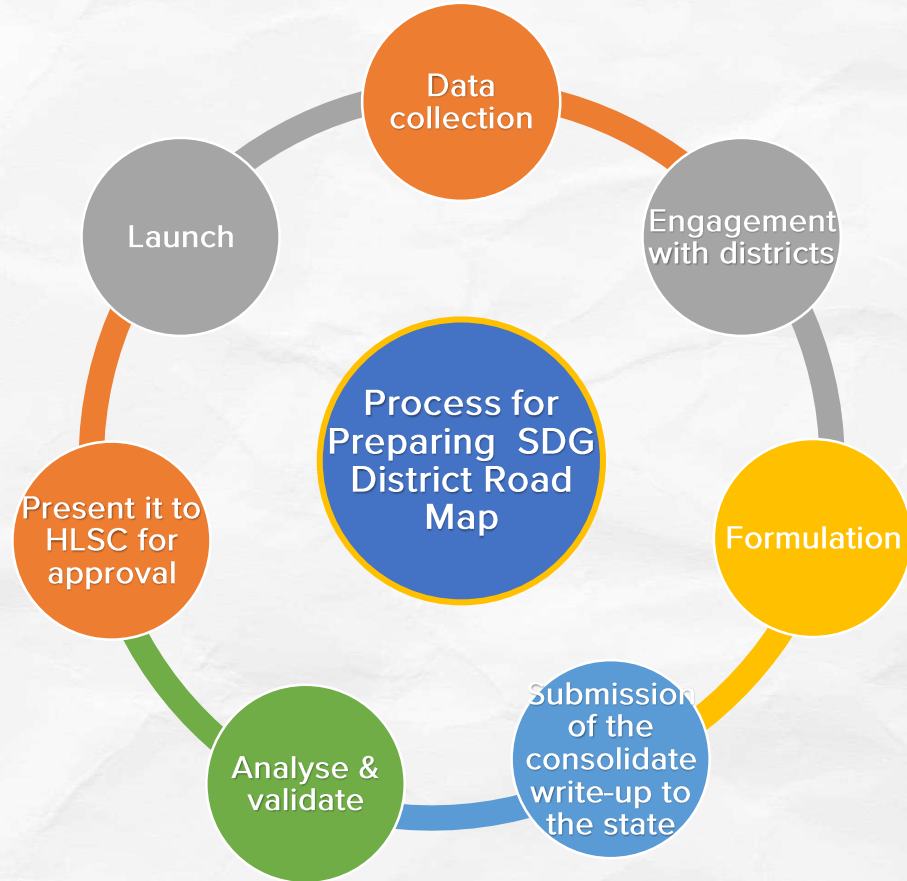 Data
collection
Engagement
with districts
Formulation
Submission
of the
consolidate
write-up to
the state
Analyse &
validate
Present it to
HLSC for
approval
Launch
Process for
Preparing  SDG
District Road
Map